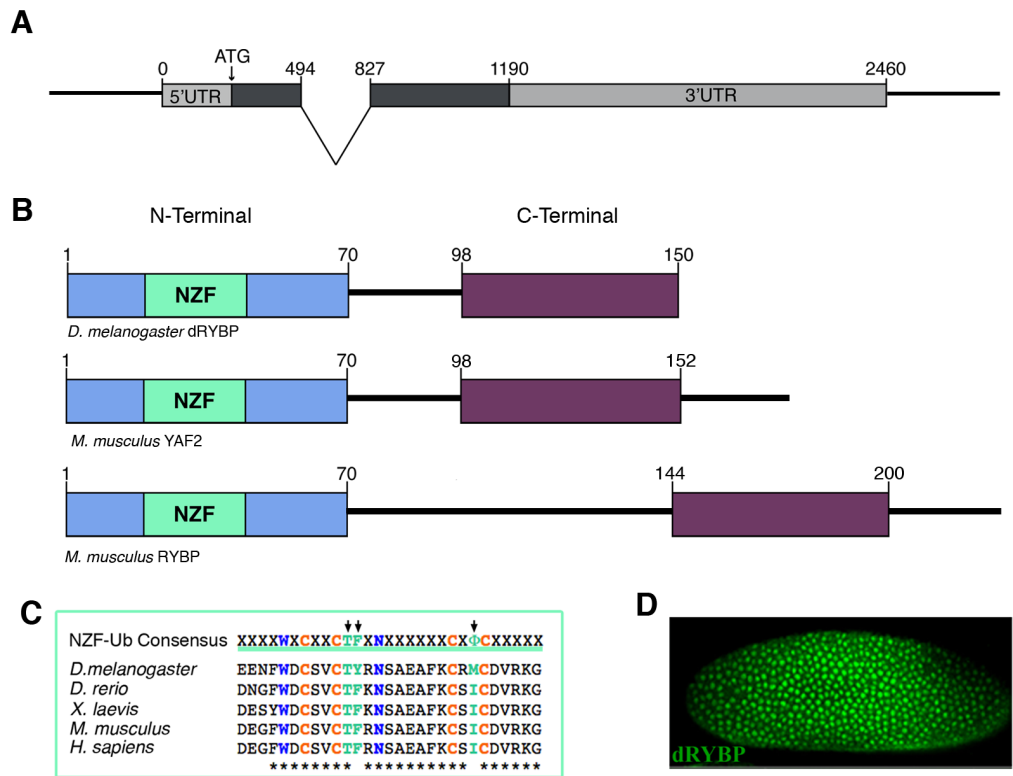 A
ATG
0 494 827 1190 2460
5'UTR 3'UTR
B
N-Terminal C-Terminal
1 70 98 150
NZF
D. melanogaster dRYBP
1 70 98 152
NZF
M. musculus YAF2
1 70 144 200
NZF
M. musculus RYBP
C
NZF-Ub Consensus XXXXWXCXXCTFXNXXXXXXCXΦCXXXXX
D.melanogaster EENFWDCSVCTYRNSAEAFKCRMCDVRKG
D. rerio DNGFWDCSVCTFKNSAEAFKCSICDVRKG
X. laevis DESYWDCSVCTFRNSAEAFKCSICDVRKG
M. musculus DEGFWDCSVCTFRNSAEAFKCSICDVRKG
H. sapiens DEGFWDCSVCTFRNSAEAFKCSICDVRKG
******** ********** ******
D
dRYBP